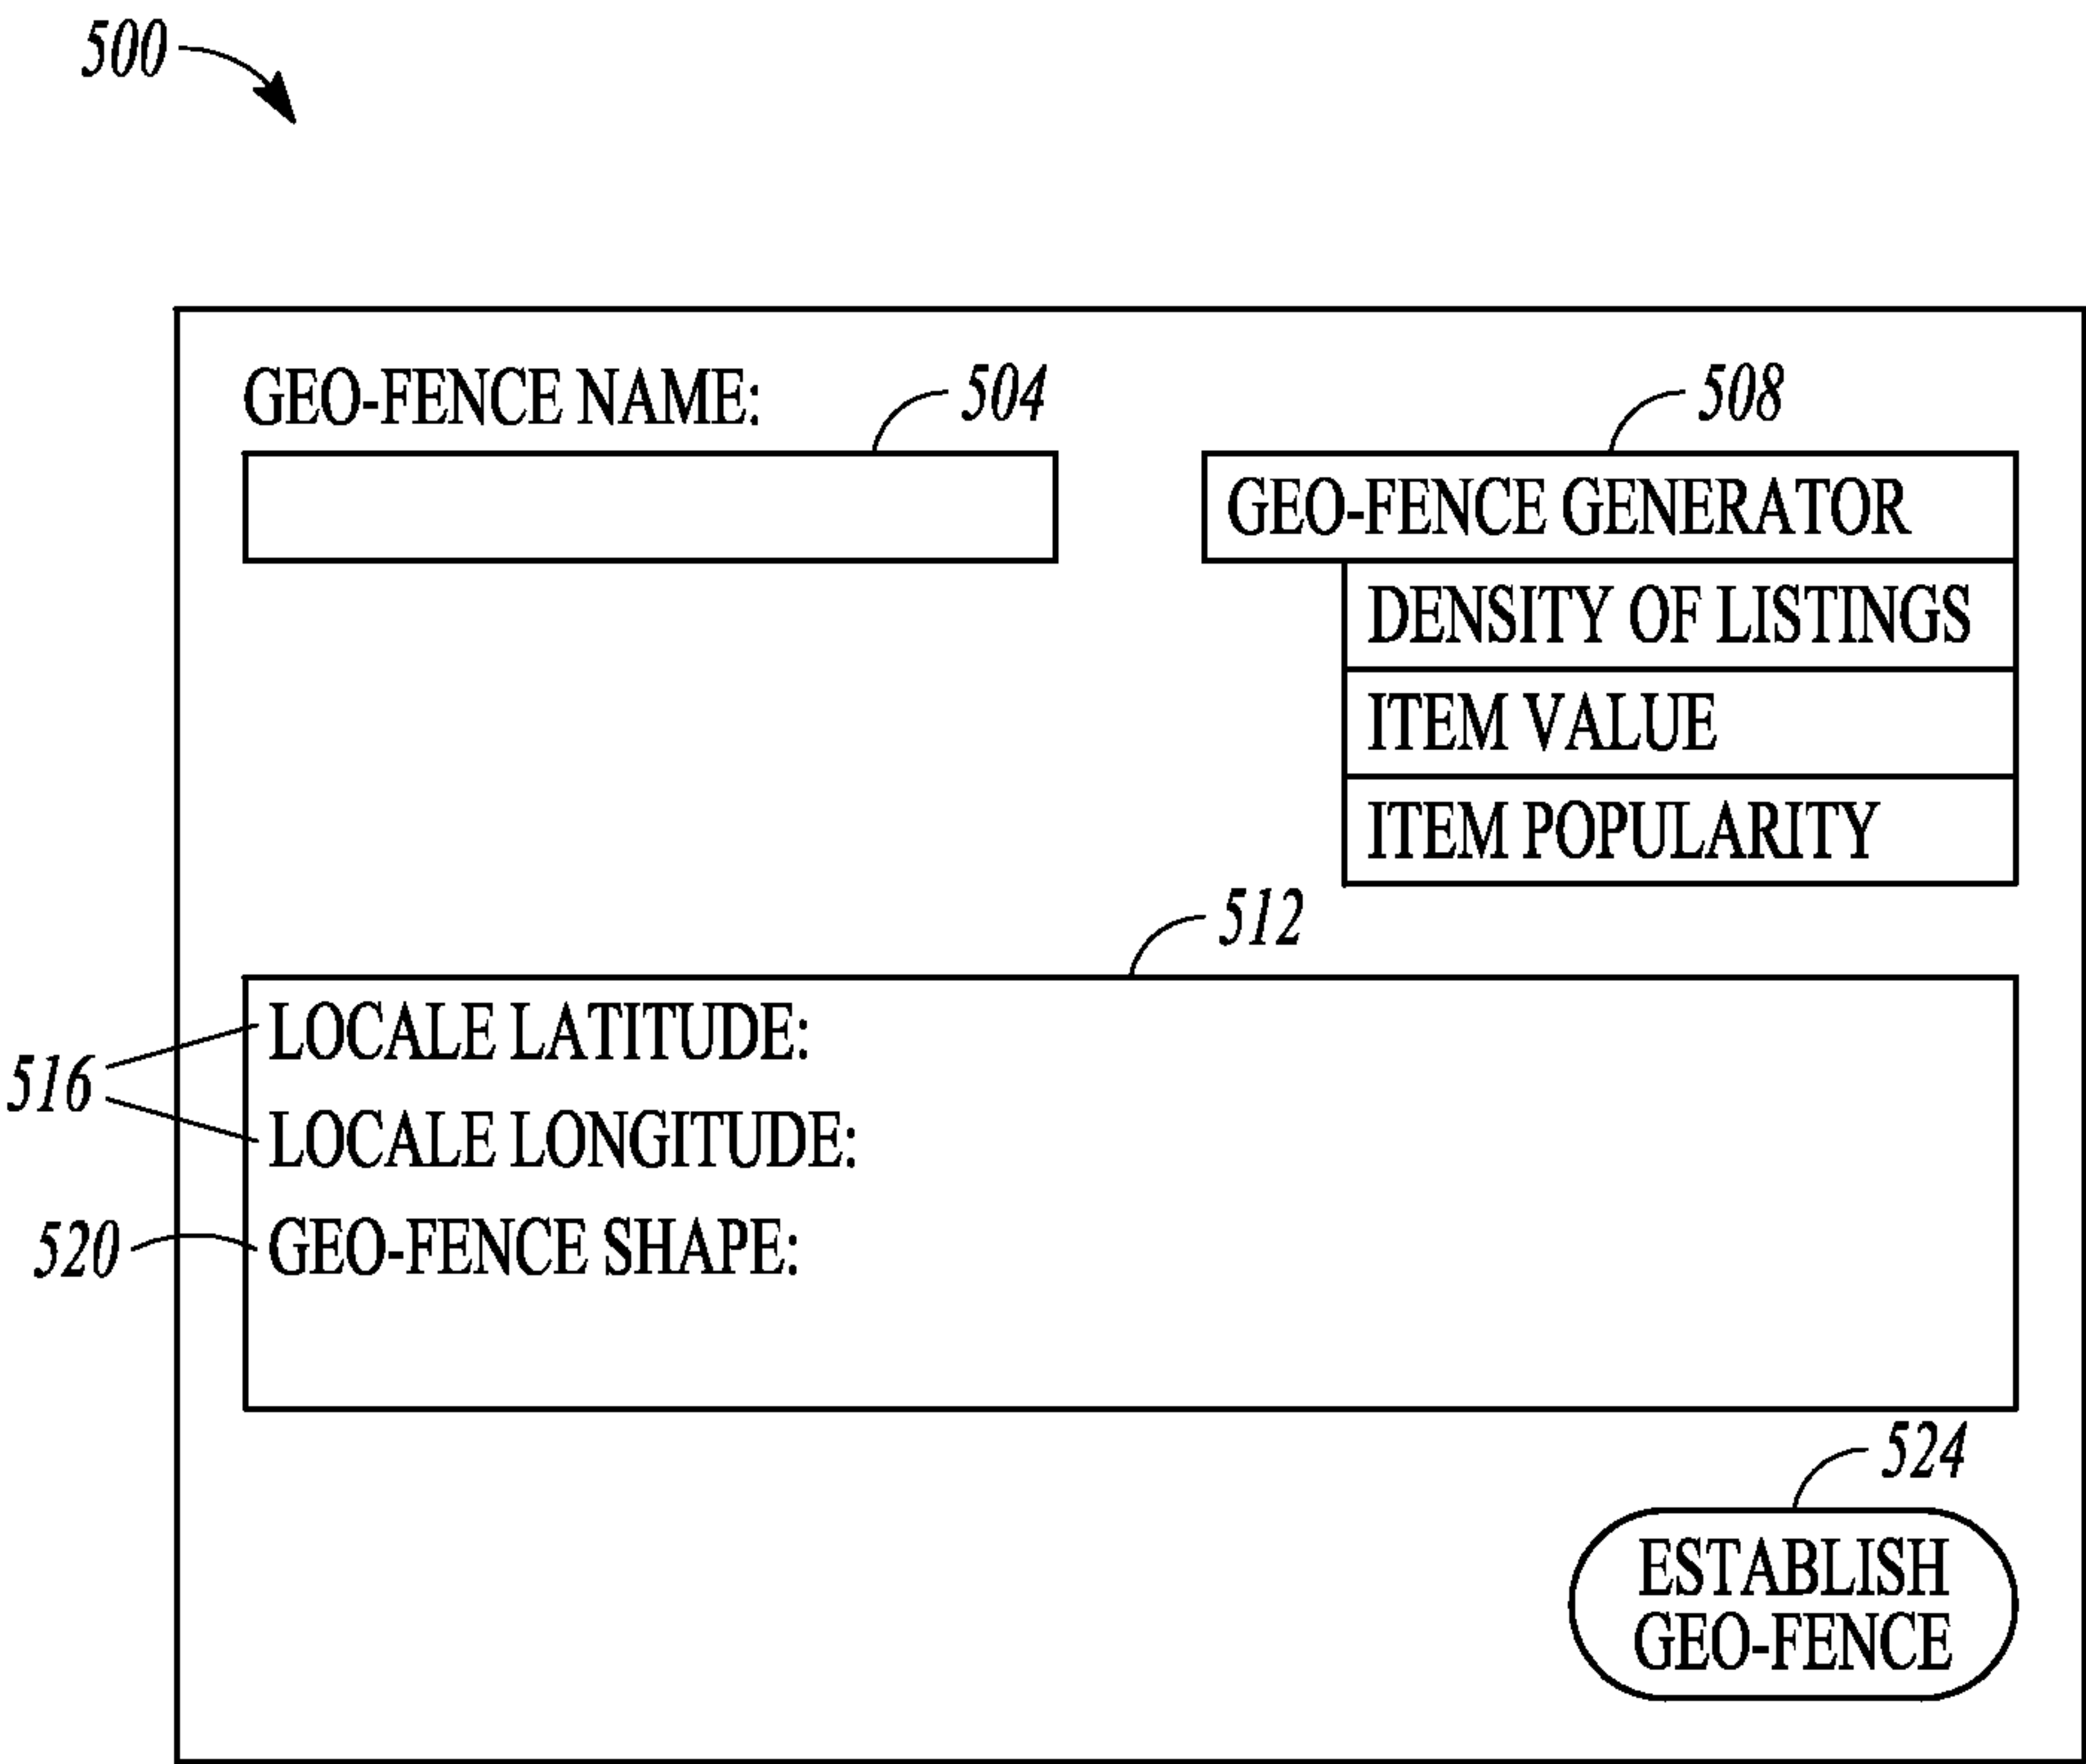 500
GEO-FENCE NAME:
504
508
GEO-FENCE GENERATOR
DENSITY OF LISTINGS
ITEM VALUE
ITEM POPULARITY
512
LOCALE LATITUDE:
516
LOCALE LONGITUDE:
520
GEO-FENCE SHAPE:
524
ESTABLISH
GEO-FENCE